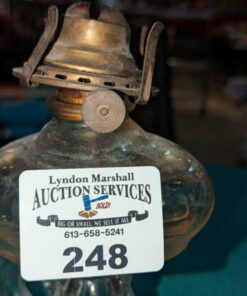 Lyndon Marshall
AUCTION SERVICES
SOLD!
BIG OR SMALL, WE SELL IT ALL
613-658-5241
248